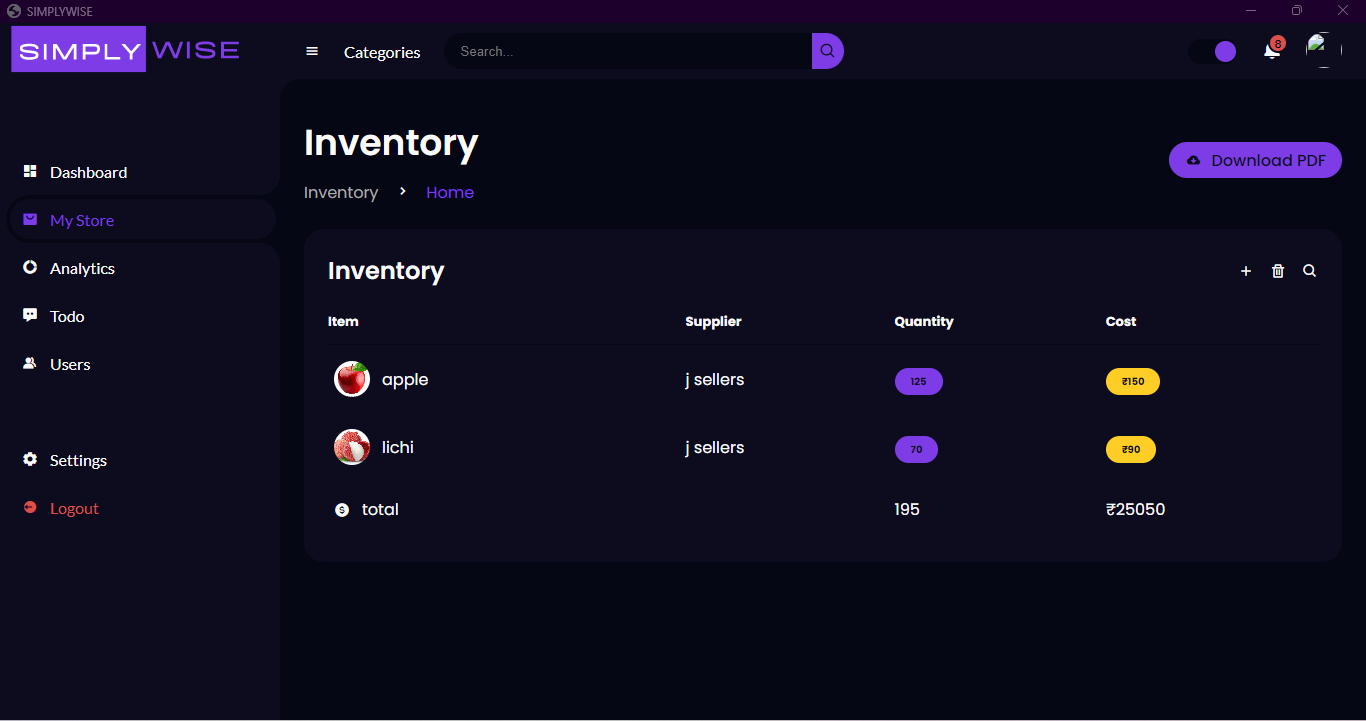 SIMPLYWISE
SIMPLY WISE
Categories
Search...
8
Dashboard
My Store
Analytics
Todo
Users
Settings
Logout
Inventory
Inventory > Home
Download PDF
Inventory
Item Supplier Quantity Cost
apple j sellers 125 ₹150
lichi j sellers 70 ₹90
total 195 ₹25050